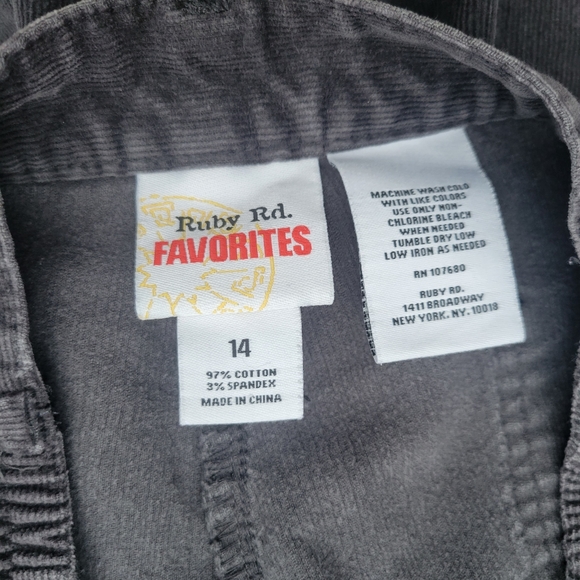 Ruby Rd.
FAVORITES
14
97% COTTON
3% SPANDEX
MADE IN CHINA
MACHINE WASH COLD
WITH LIKE COLORS
USE ONLY NON-
CHLORINE BLEACH
WHEN NEEDED
TUMBLE DRY LOW
LOW IRON AS NEEDED
RN 107680
RUBY RD.
1411 BROADWAY
NEW YORK. NY. 10018